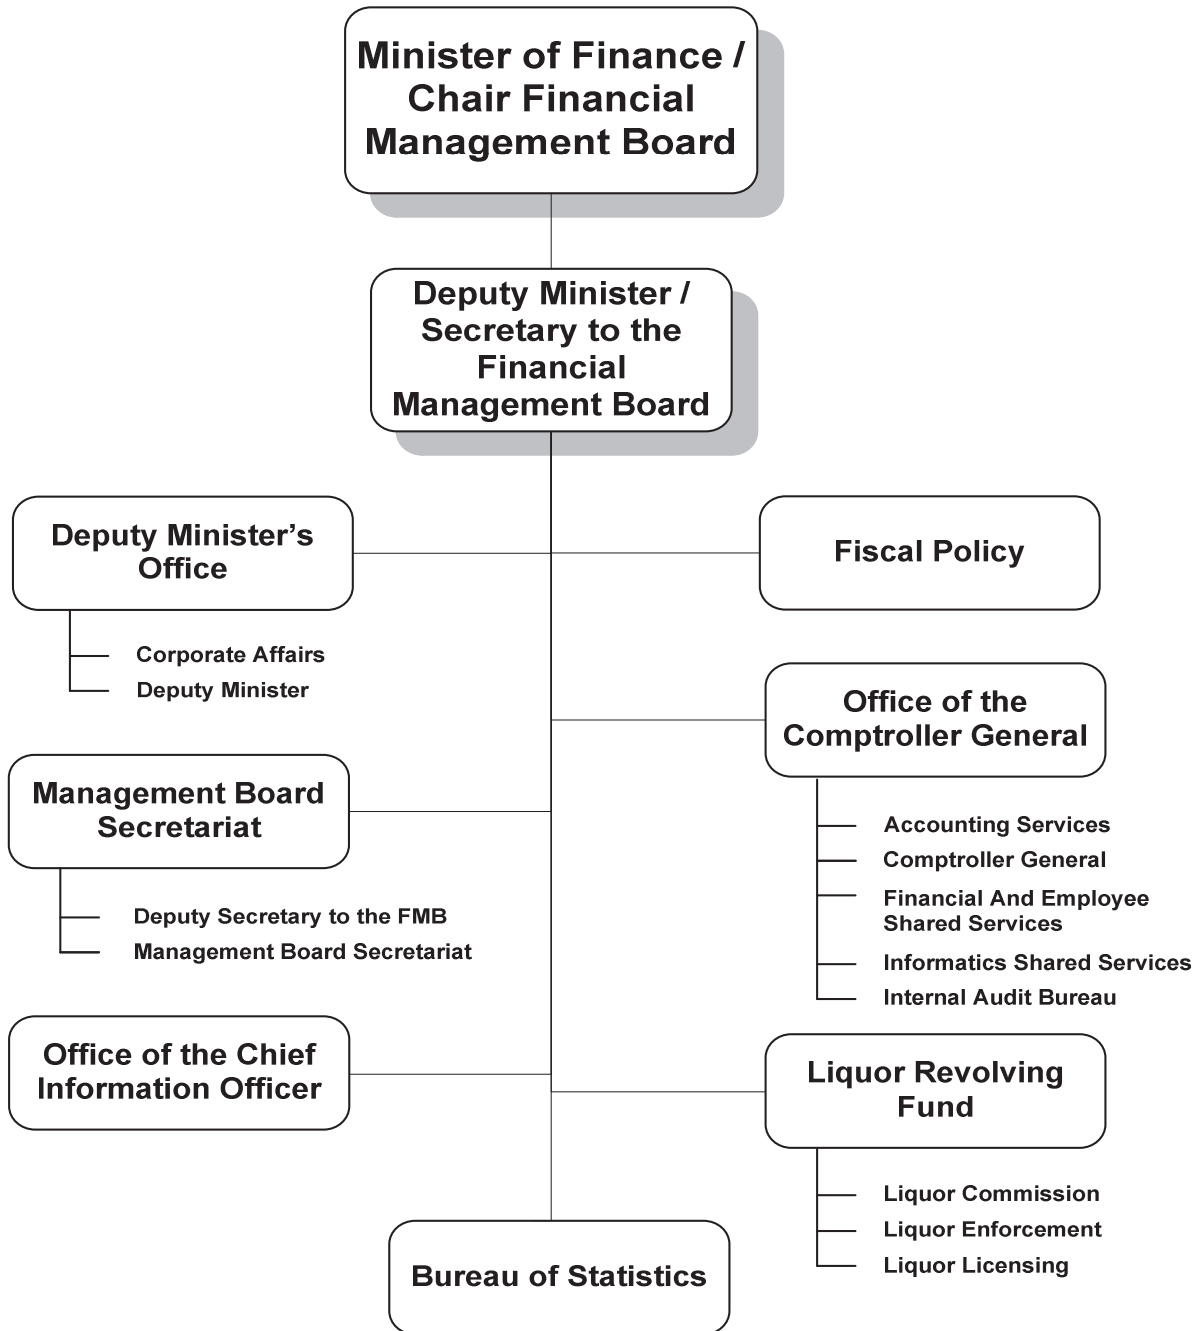 Minister of Finance /
Chair Financial
Management Board
Deputy Minister /
Secretary to the
Financial
Management Board
Deputy Minister’s
Office
Corporate Affairs
Deputy Minister
Management Board
Secretariat
Deputy Secretary to the FMB
Management Board Secretariat
Office of the Chief
Information Officer
Fiscal Policy
Office of the
Comptroller General
Accounting Services
Comptroller General
Financial And Employee
Shared Services
Informatics Shared Services
Internal Audit Bureau
Liquor Revolving
Fund
Liquor Commission
Liquor Enforcement
Liquor Licensing
Bureau of Statistics